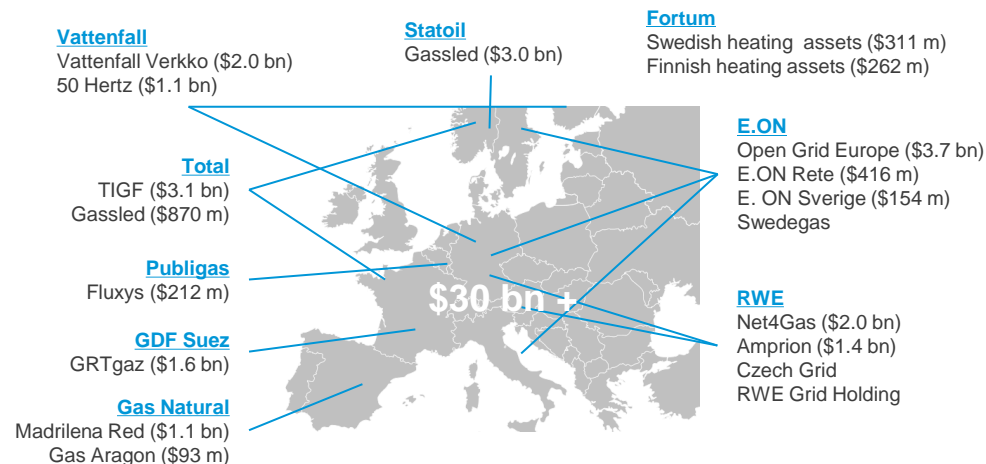 Vattenfall
Vattenfall Verkko ($2.0 bn)
50 Hertz ($1.1 bn)
Statoil
Gassled ($3.0 bn)
Fortum
Swedish heating assets ($311 m)
Finnish heating assets ($262 m)
Total
TIGF ($3.1 bn)
Gassled ($870 m)
E.ON
Open Grid Europe ($3.7 bn)
E.ON Rete ($416 m)
E. ON Sverige ($154 m)
Swedegas
Publigas
Fluxys ($212 m)
$30 bn +
RWE
Net4Gas ($2.0 bn)
Amprion ($1.4 bn)
Czech Grid
RWE Grid Holding
GDF Suez
GRTgaz ($1.6 bn)
Gas Natural
Madrilena Red ($1.1 bn)
Gas Aragon ($93 m)